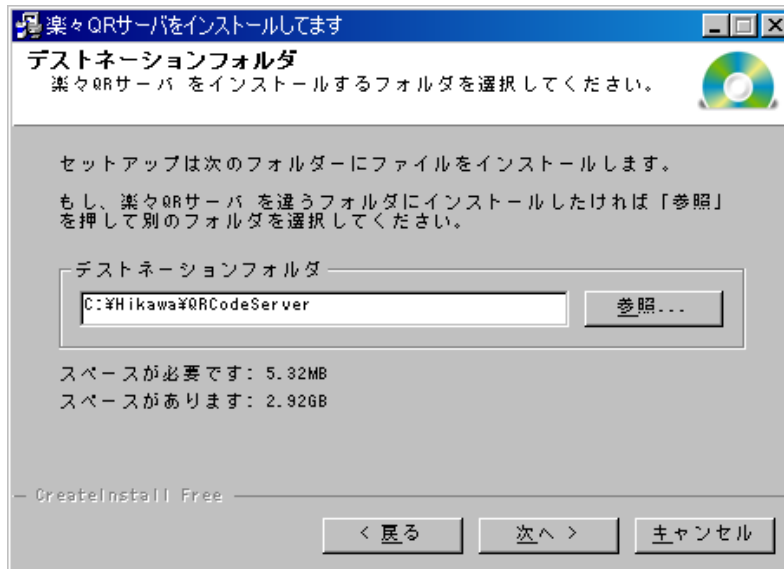 楽々QRサーバをインストールしてます
デストネーションフォルダ
楽々QRサーバ をインストールするフォルダを選択してください。
セットアップは次のフォルダーにファイルをインストールします。
もし、楽々QRサーバ を違うフォルダにインストールしたければ「参照」
を押して別のフォルダを選択してください。
デストネーションフォルダ
C:¥Hikawa¥QRCodeServer
参照...
スペースが必要です: 5.32MB
スペースがあります: 2.92GB
CreateInstall Free
< 戻る
次へ >
キャンセル